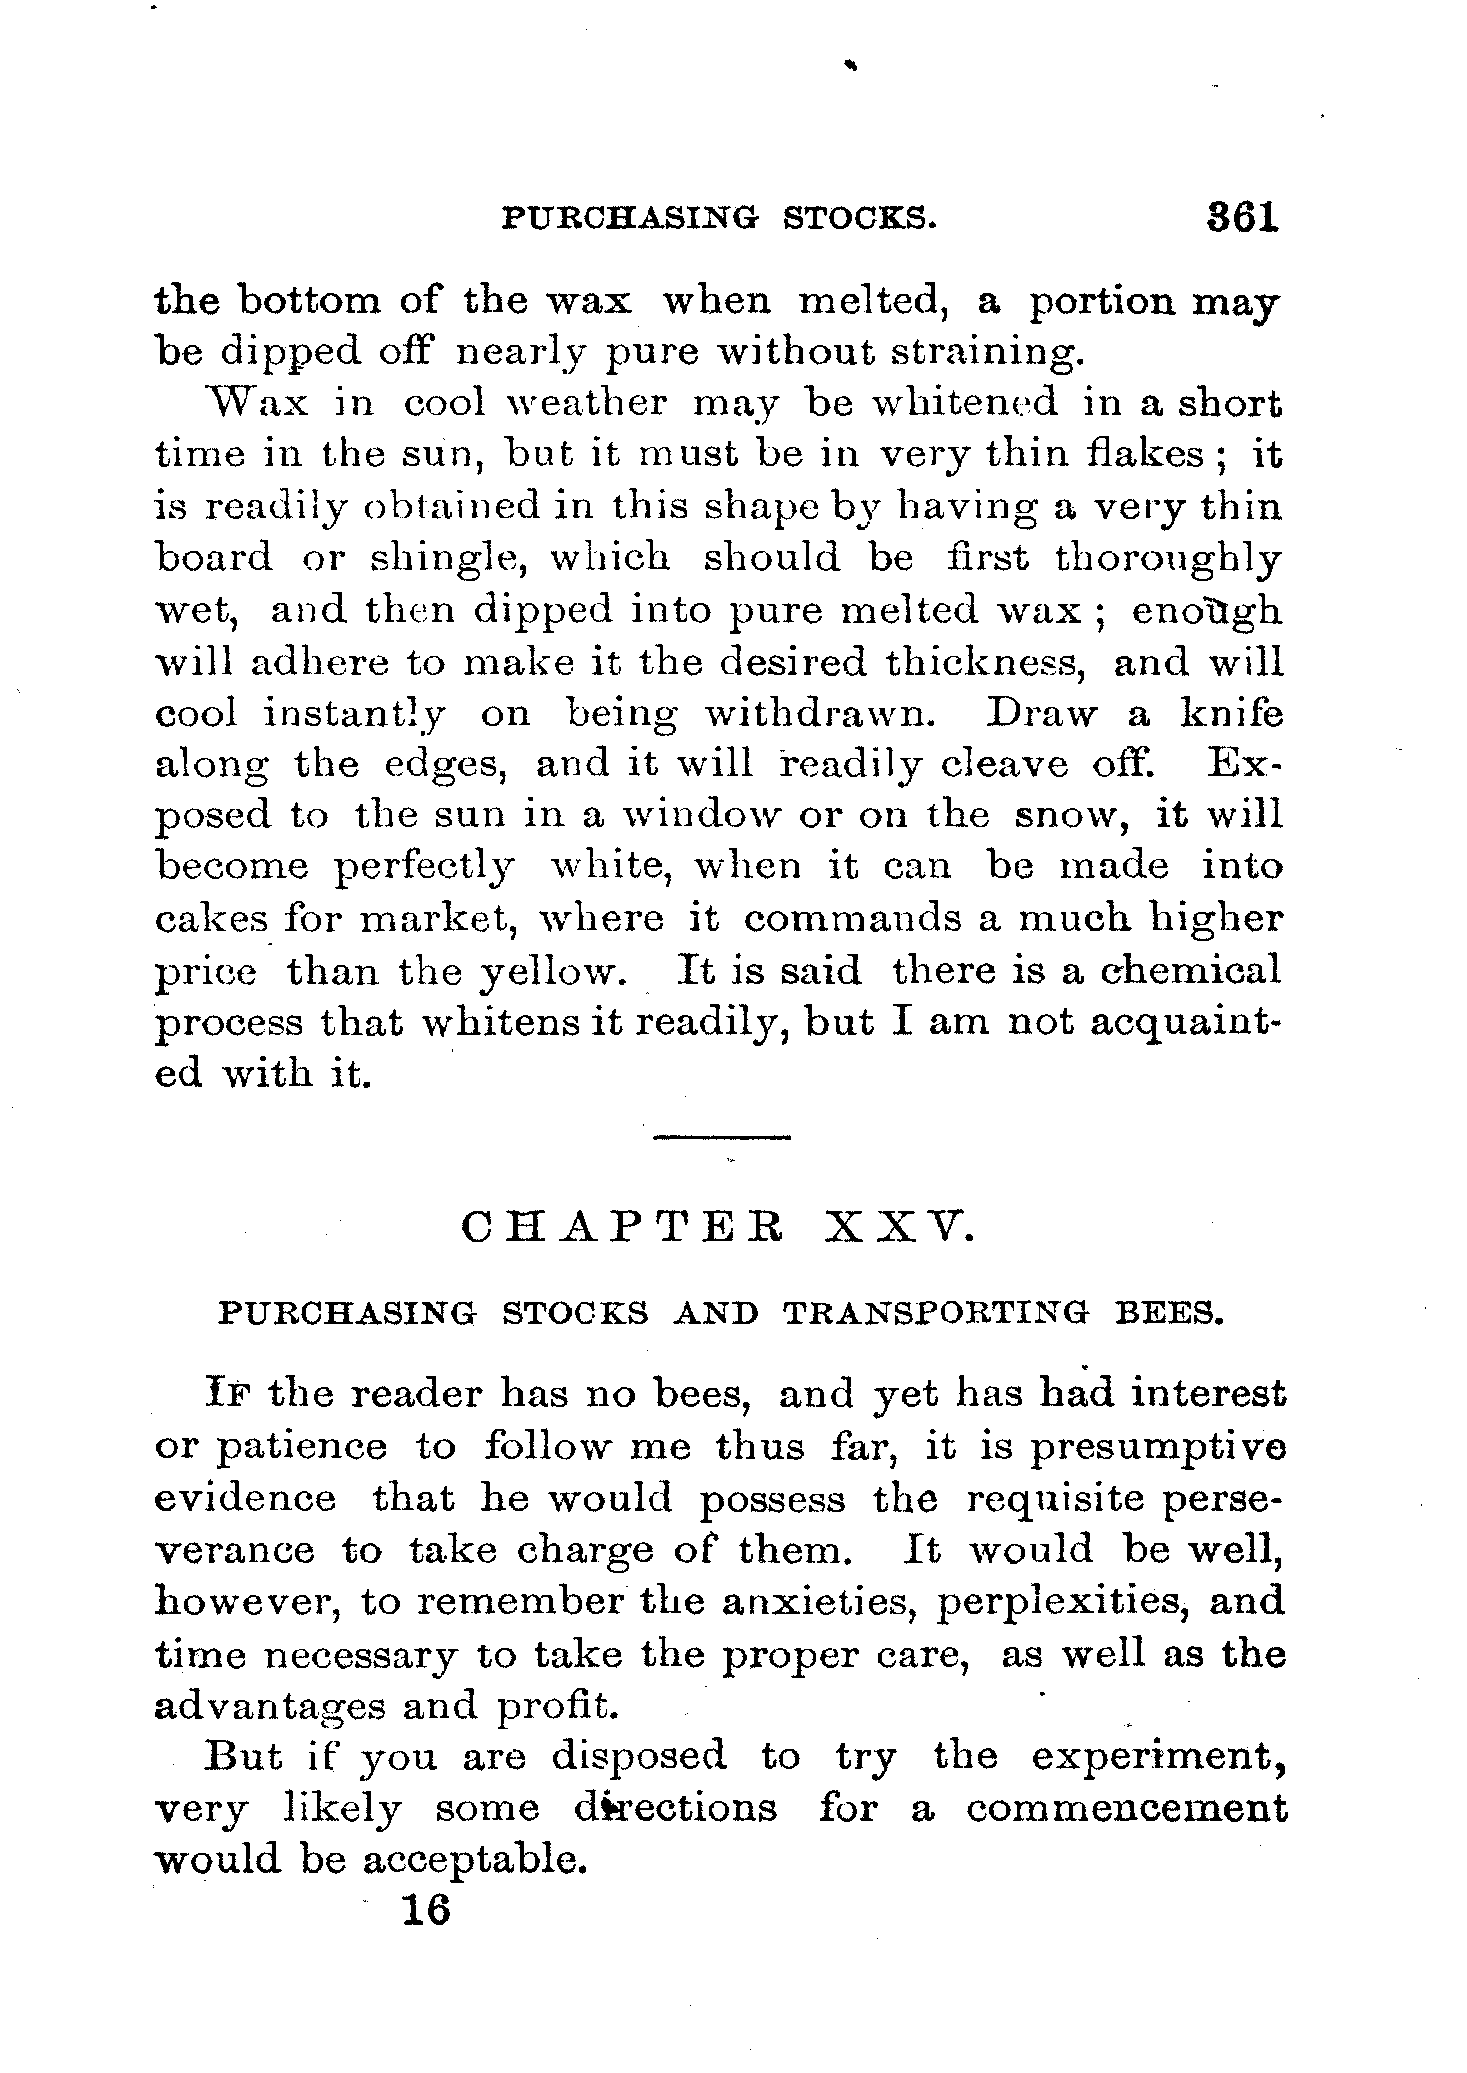 PURCHASING STOCKS. 361
the bottom of the wax when melted, a portion may
be dipped off nearly pure without straining.
Wax in cool weather may be whitened in a short
time in the sun, but it must be in very thin flakes ; it
is readily obtained in this shape by having a very thin
board or shingle, which should be first thoroughly
wet, and then dipped into pure melted wax ; enough
will adhere to make it the desired thickness, and will
cool instantly on being withdrawn. Draw a knife
along the edges, and it will readily cleave off. Ex-
posed to the sun in a window or on the snow, it will
become perfectly white, when it can be made into
cakes for market, where it commands a much higher
price than the yellow. It is said there is a chemical
process that whitens it readily, but I am not acquaint-
ed with it.
CHAPTER XXV.
PURCHASING STOCKS AND TRANSPORTING BEES.
IF the reader has no bees, and yet has had interest
or patience to follow me thus far, it is presumptive
evidence that he would possess the requisite perse-
verance to take charge of them. It would be well,
however, to remember the anxieties, perplexities, and
time necessary to take the proper care, as well as the
advantages and profit.
But if you are disposed to try the experiment,
very likely some directions for a commencement
would be acceptable.
16